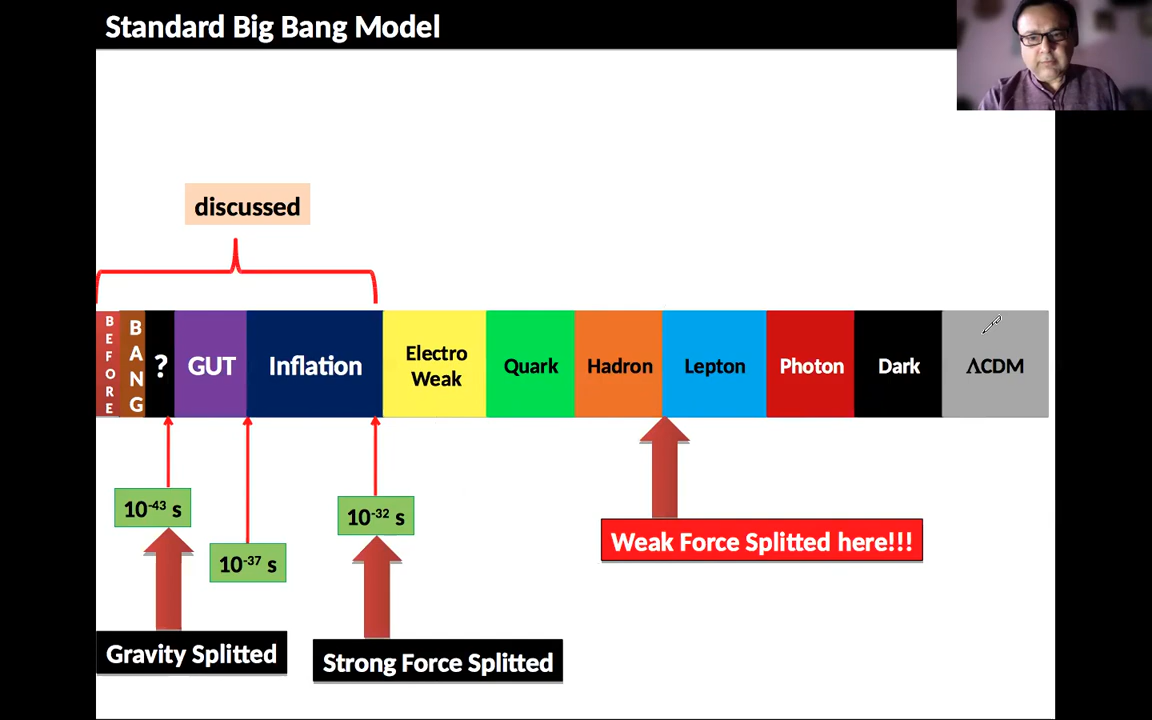 Standard Big Bang Model
discussed
BEFORE
BANG
?
GUT
Inflation
Electro
Weak
Quark
Hadron
Lepton
Photon
Dark
ΛCDM
10⁻⁴³ s
10⁻³⁷ s
10⁻³² s
Weak Force Splitted here!!!
Gravity Splitted
Strong Force Splitted